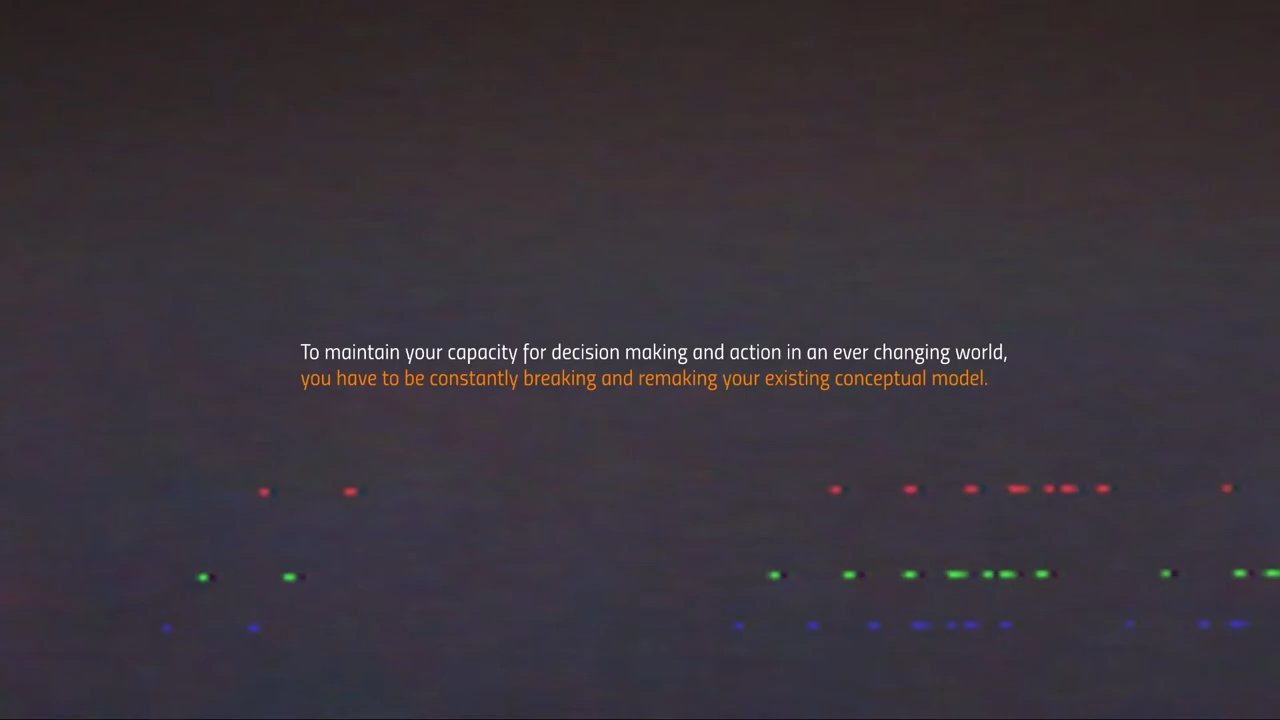 To maintain your capacity for decision making and action in an ever changing world,
you have to be constantly breaking and remaking your existing conceptual model.